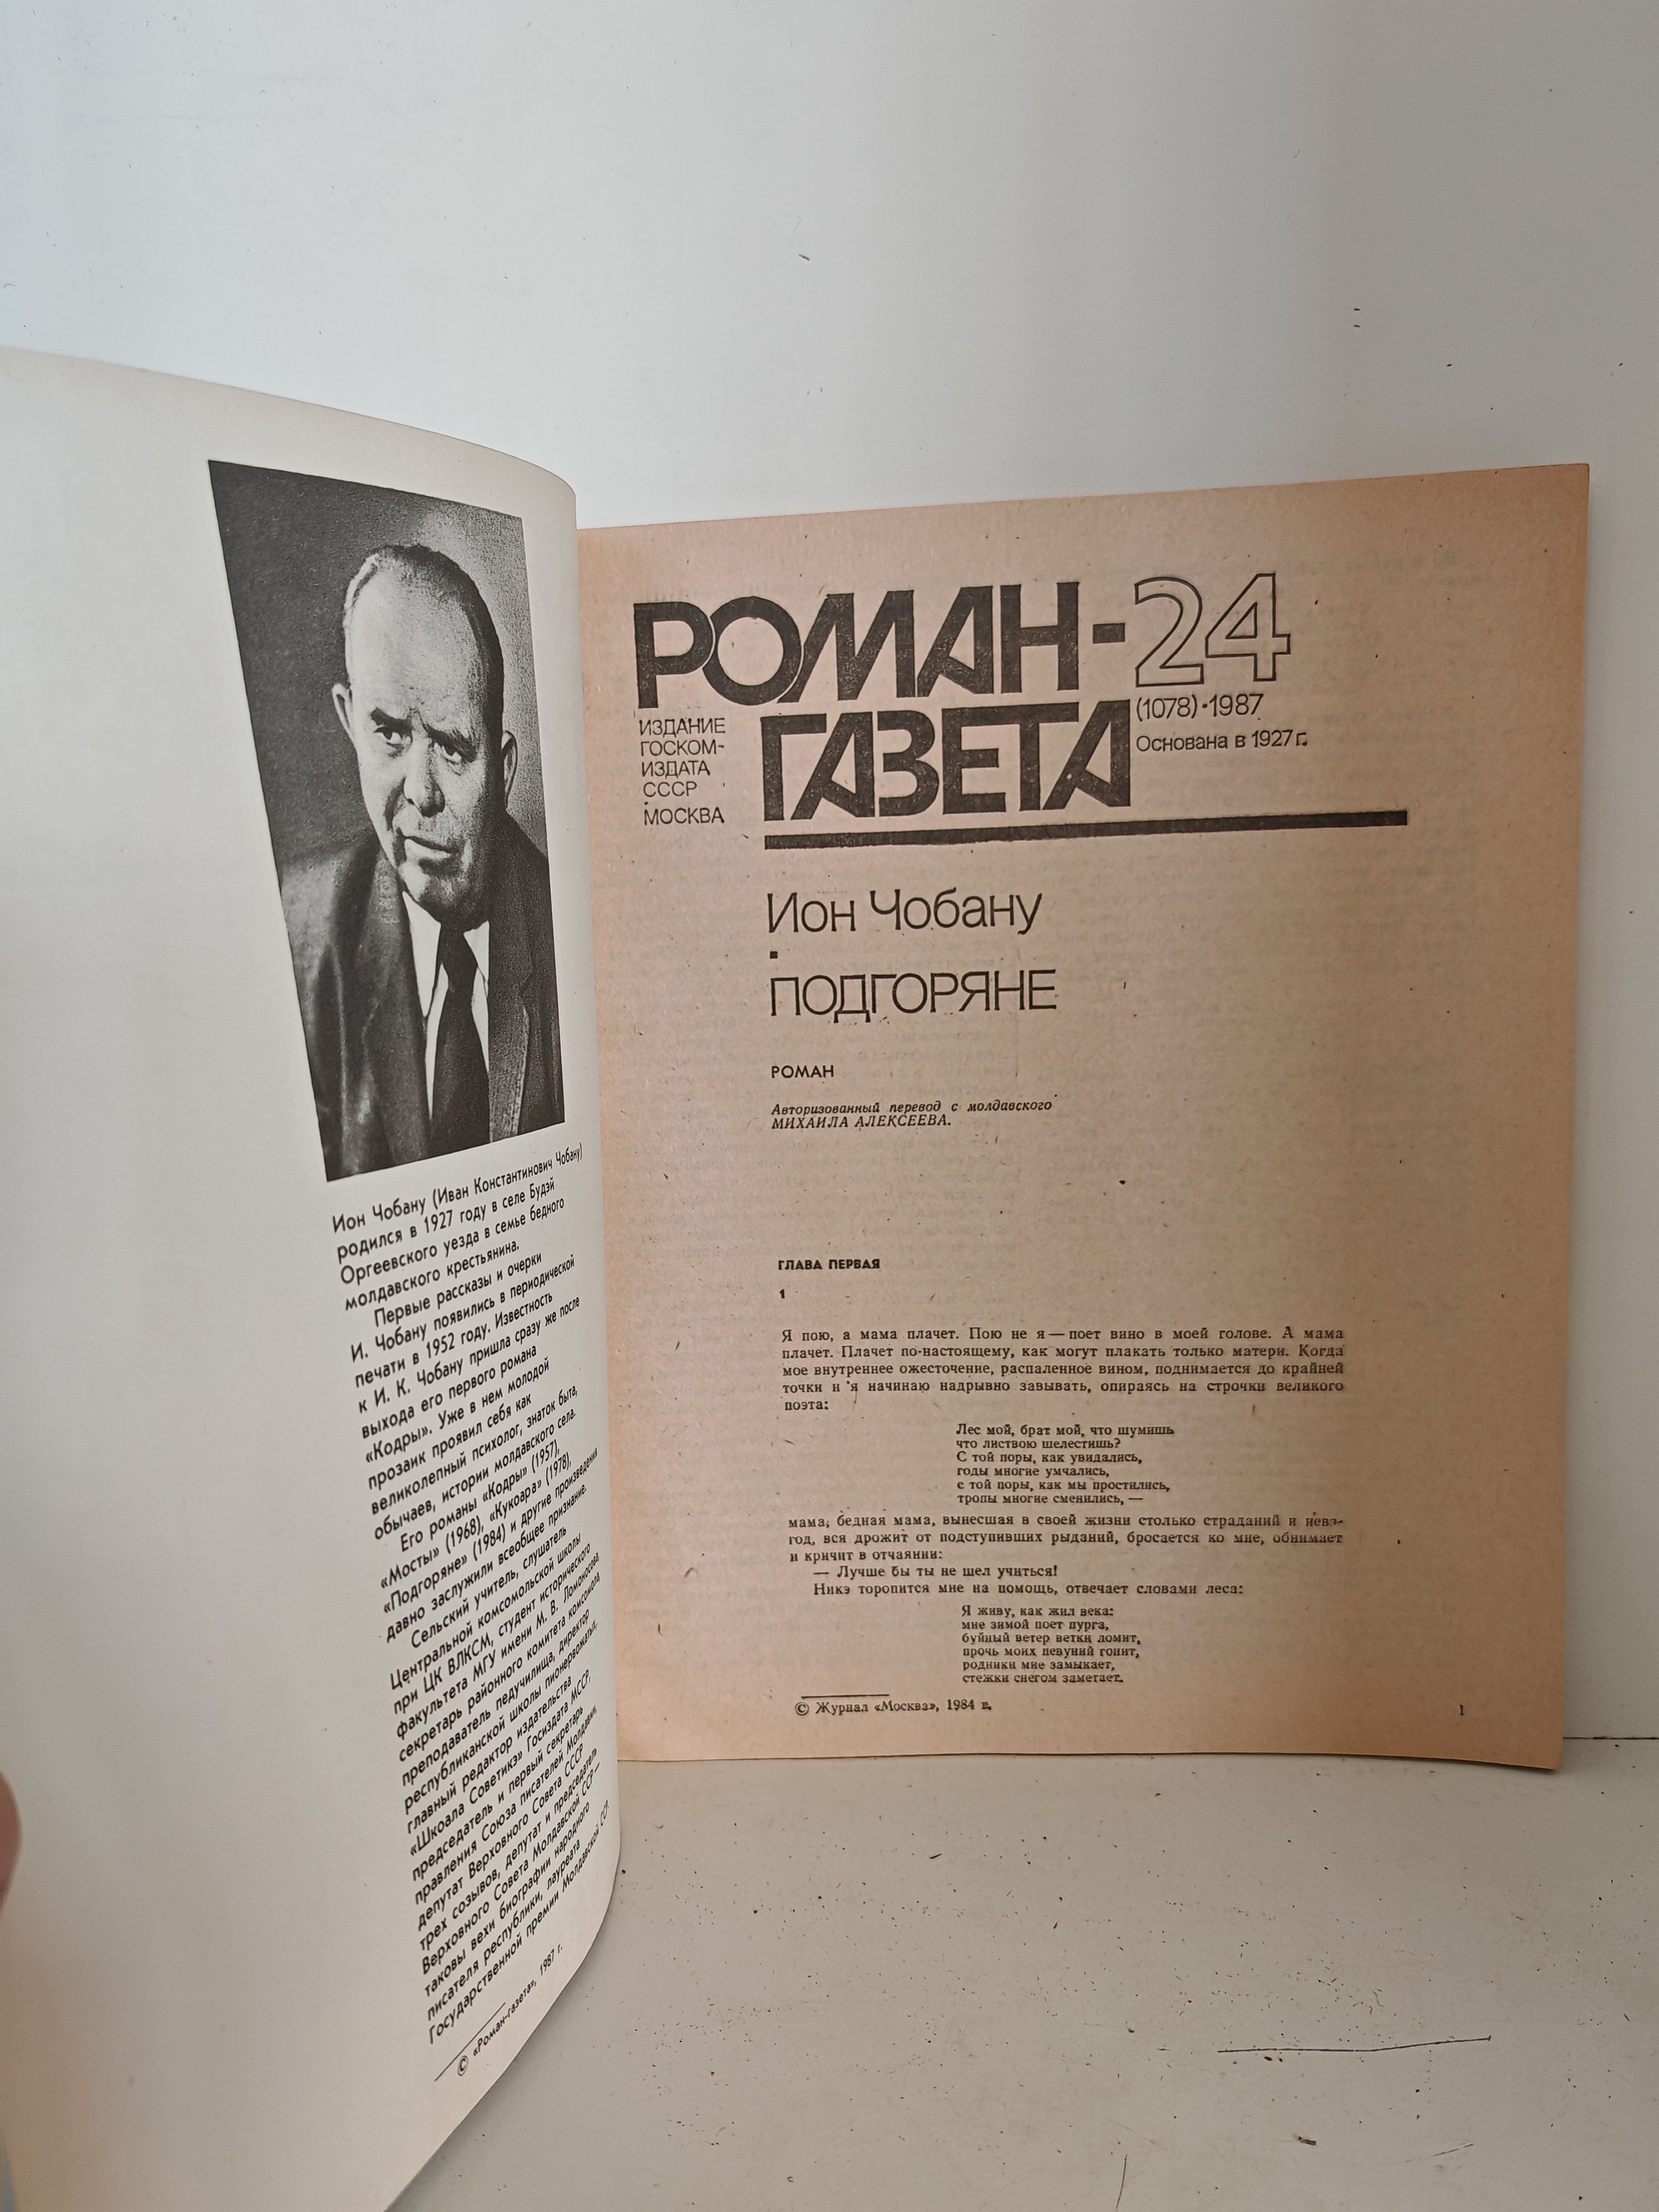 Ион Чобану (Иван Константинович Чобану)
родился в 1927 году в селе Будэй
Оргеевского уезда в семье бедного
молдавского крестьянина.
Первые рассказы и очерки
И. Чобану появились в периодической
печати в 1952 году. Известность
к И. К. Чобану пришла сразу же после
выхода его первого романа
«Кодры». Уже в нем молодой
прозаик проявил себя как
великолепный психолог, знаток быта,
обычаев, истории молдавского села.
Его романы «Кодры» (1957),
«Мосты» (1968), «Кукоара» (1978),
«Подгоряне» (1984) и другие произведения
давно заслужили всеобщее признание.
Сельский учитель, слушатель
Центральной комсомольской школы
при ЦК ВЛКСМ, студент исторического
факультета МГУ имени М. В. Ломоносова,
секретарь районного комитета комсомола,
преподаватель педучилища, директор
республиканской школы пионервожатых,
главный редактор издательства
«Шкоала Советикэ» Госиздата МССР,
председатель и первый секретарь
правления Союза писателей Молдавии,
депутат Верховного Совета СССР
трех созывов, депутат и председатель
Верховного Совета Молдавской ССР —
таковы вехи биографии народного
писателя республики, лауреата
Государственной премии Молдавской ССР.
© «Роман-газета», 1987 г.
РОМАН-24
ГАЗЕТА
(1078)·1987
Основана в 1927 г.
ИЗДАНИЕ
ГОСКОМ-
ИЗДАТА
СССР
·
МОСКВА
Ион Чобану
·
ПОДГОРЯНЕ
РОМАН
Авторизованный перевод с молдавского
МИХАИЛА АЛЕКСЕЕВА.
ГЛАВА ПЕРВАЯ
1
Я пою, а мама плачет. Пою не я — поет вино в моей голове. А мама
плачет. Плачет по-настоящему, как могут плакать только матери. Когда
мое внутреннее ожесточение, распаленное вином, поднимается до крайней
точки и я начинаю надрывно завывать, опираясь на строчки великого
поэта:
Лес мой, брат мой, что шумишь
что листвою шелестишь?
С той поры, как увидались,
годы многие умчались,
с той поры, как мы простились,
тропы многие сменились, —
мама, бедная мама, вынесшая в своей жизни столько страданий и невз-
год, вся дрожит от подступивших рыданий, бросается ко мне, обнимает
и кричит в отчаянии:
— Лучше бы ты не шел учиться!
Никэ торопится мне на помощь, отвечает словами леса:
Я живу, как жил века:
мне зимой поет пурга,
буйный ветер ветки ломит,
прочь моих певуний гонит,
родники мне замыкает,
стежки снегом заметает.
© Журнал «Москва», 1984 г.
1